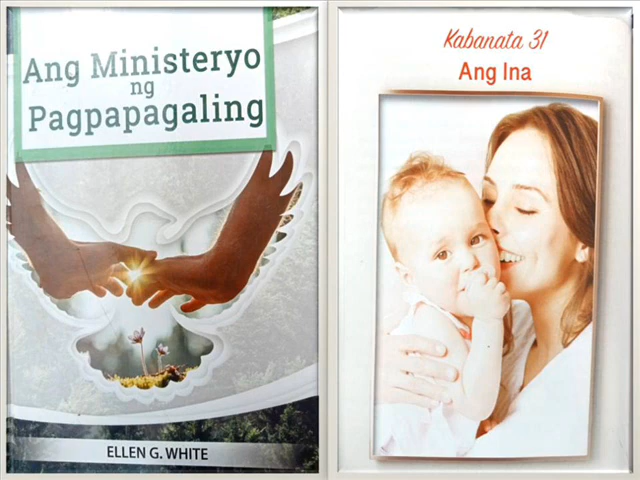 Ang Ministeryo
ng
Pagpapagaling
ELLEN G. WHITE
Kabanata 31
Ang Ina